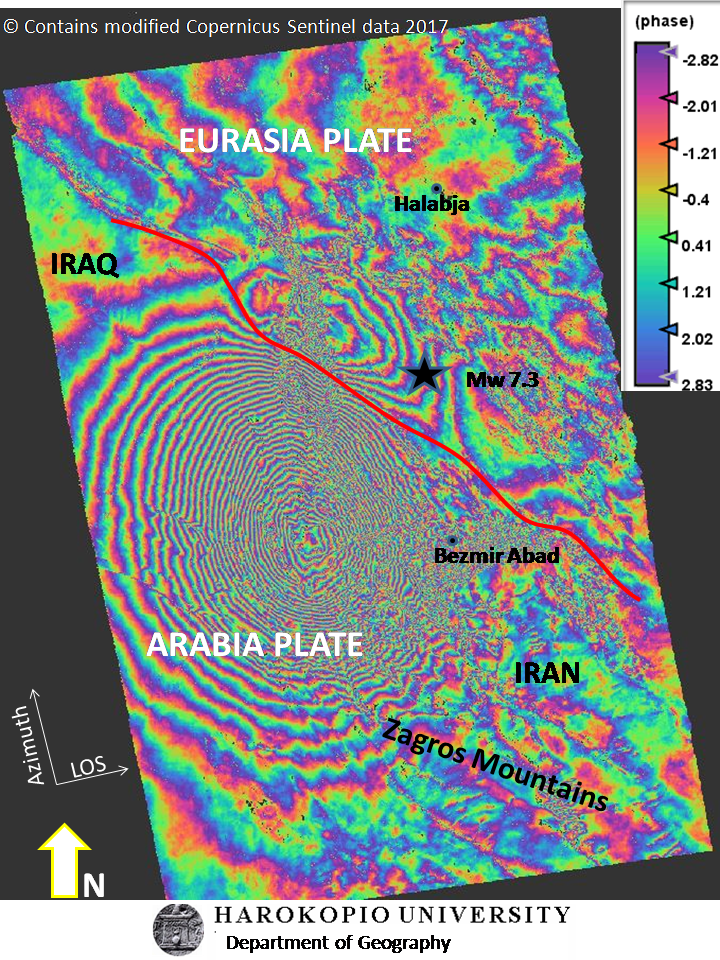 © Contains modified Copernicus Sentinel data 2017
(phase)
-2.82
-2.01
-1.21
-0.4
0.41
1.21
2.02
2.83
EURASIA PLATE
Halabja
IRAQ
Mw 7.3
Bezmir Abad
ARABIA PLATE
IRAN
Zagros Mountains
Azimuth
LOS
N
HAROKOPIO UNIVERSITY
Department of Geography